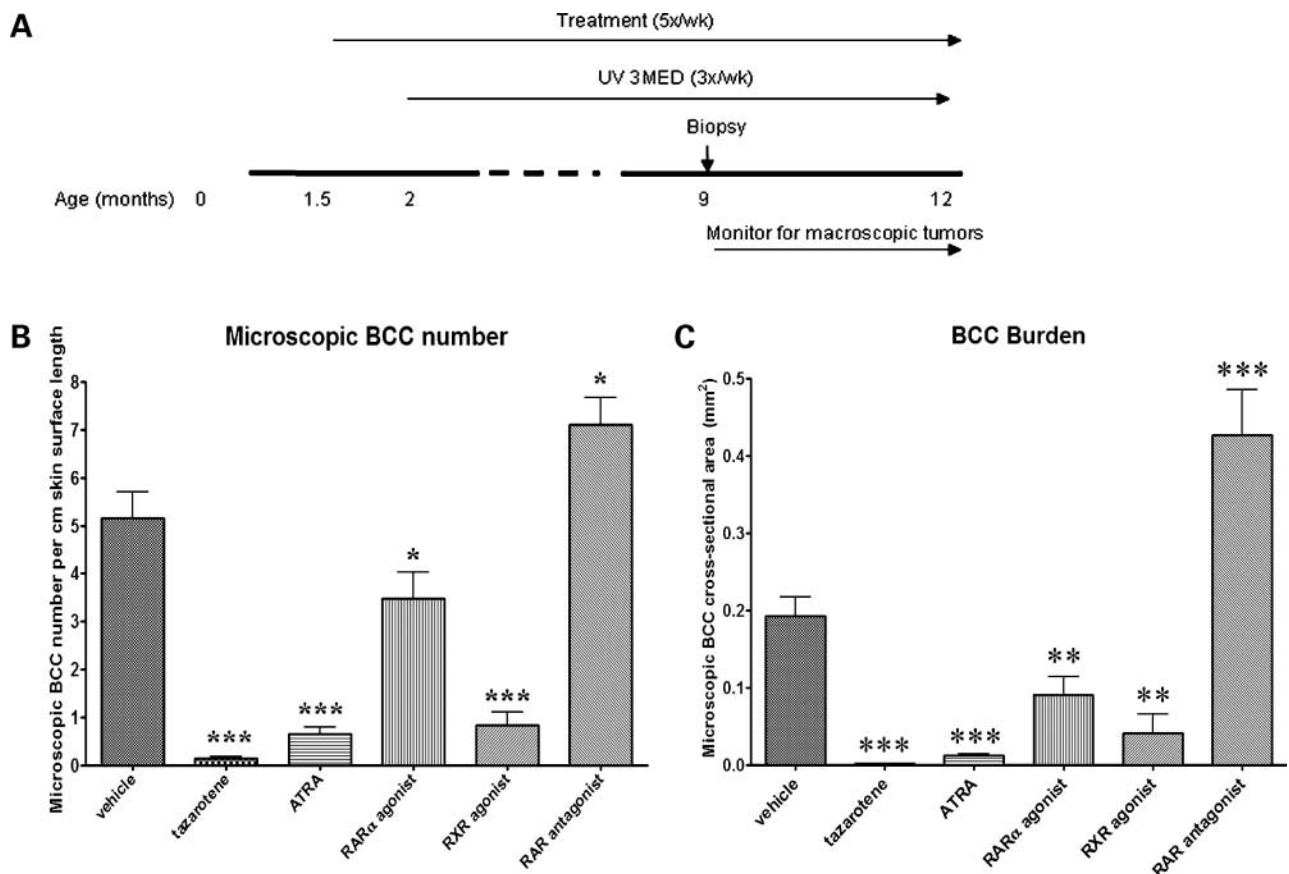 A
Treatment (5x/wk)
UV 3MED (3x/wk)
Biopsy
Age (months) 0 1.5 2 9 12
Monitor for macroscopic tumors
B
Microscopic BCC number
Microscopic BCC number per cm skin surface length
8
7
6
5
4
3
2
1
0
*
***
***
*
***
vehicle
tazarotene
ATRA
RARα agonist
RXR agonist
RAR antagonist
C
BCC Burden
Microscopic BCC cross-sectional area (mm²)
0.5
0.4
0.3
0.2
0.1
0.0
***
***
***
**
**
vehicle
tazarotene
ATRA
RARα agonist
RXR agonist
RAR antagonist